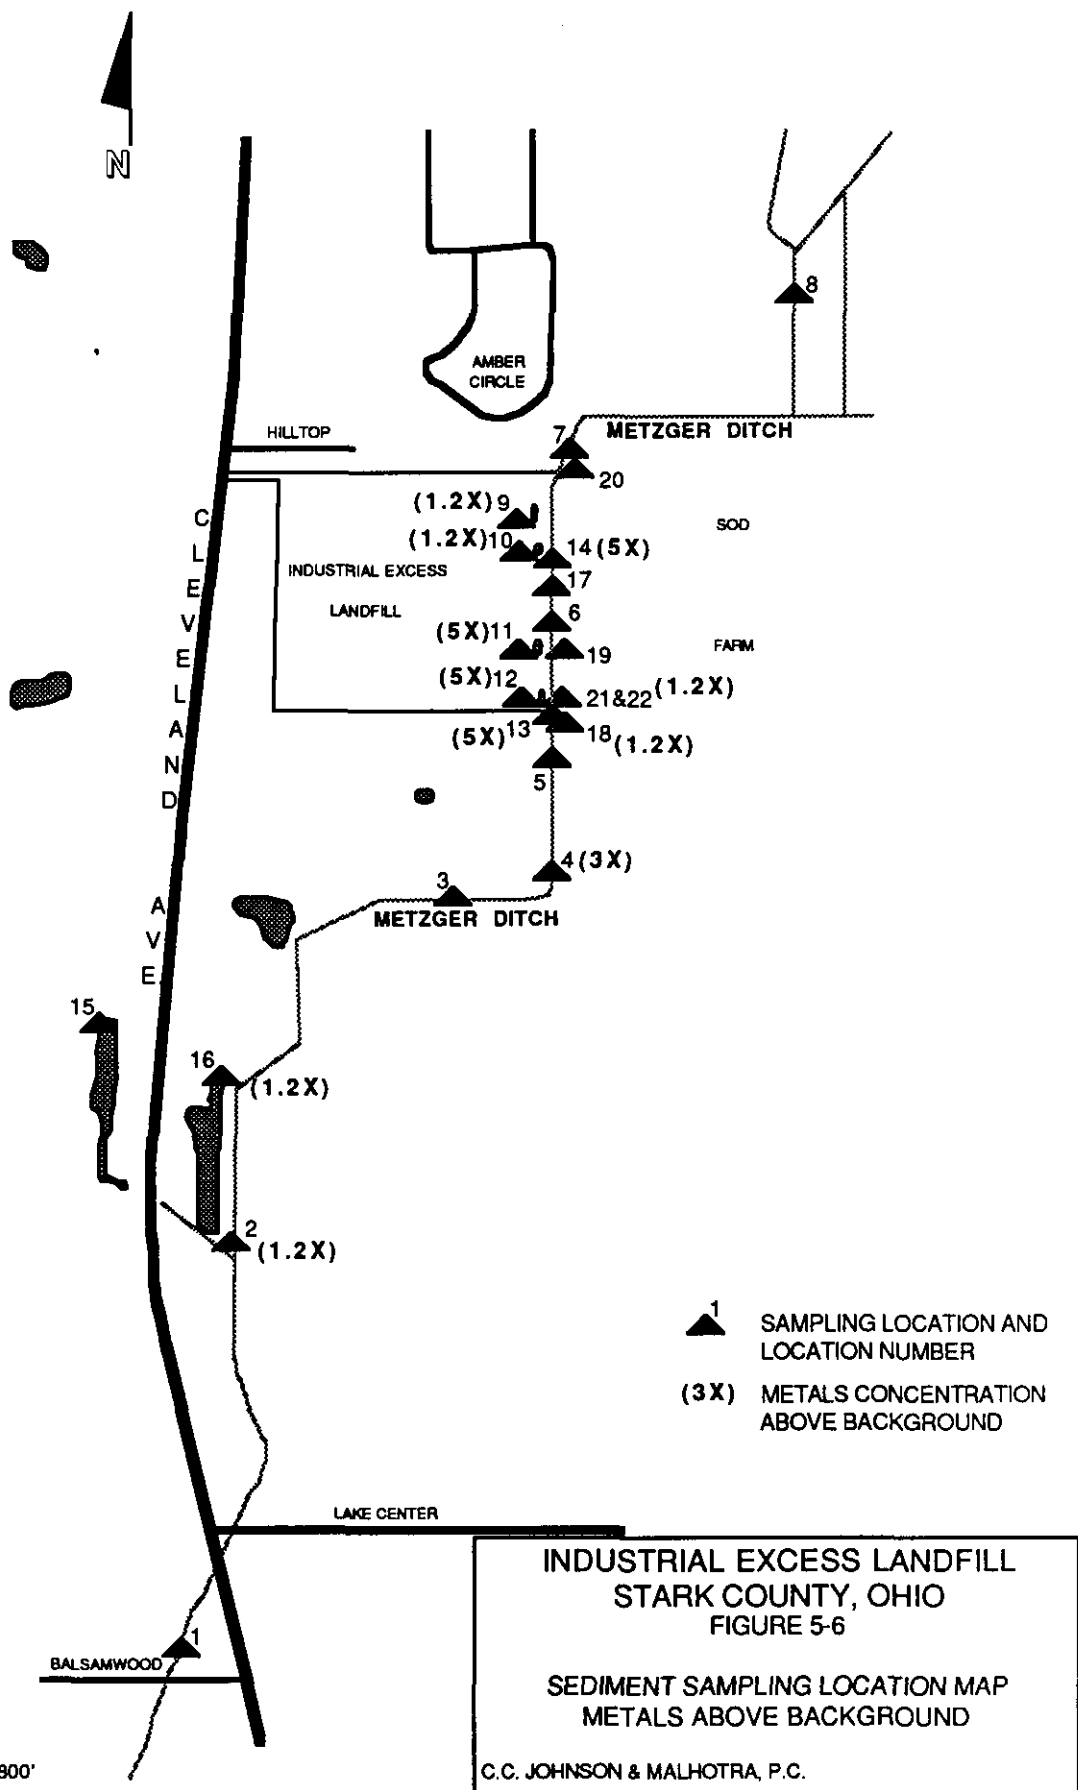 N
AMBER
CIRCLE
8
HILLTOP
7
METZGER DITCH
20
(1.2X) 9
SOD
(1.2X) 10
14 (5X)
INDUSTRIAL EXCESS
LANDFILL
17
6
(5X) 11
19
FARM
(5X) 12
21&22 (1.2X)
(5X) 13
18 (1.2X)
5
CLEVELAND AVE.
4 (3X)
3
METZGER DITCH
15
16
(1.2X)
2
(1.2X)
1
SAMPLING LOCATION AND
LOCATION NUMBER
(3X) METALS CONCENTRATION
ABOVE BACKGROUND
LAKE CENTER
1
BALSAMWOOD
INDUSTRIAL EXCESS LANDFILL
STARK COUNTY, OHIO
FIGURE 5-6
SEDIMENT SAMPLING LOCATION MAP
METALS ABOVE BACKGROUND
C.C. JOHNSON & MALHOTRA, P.C.
800'